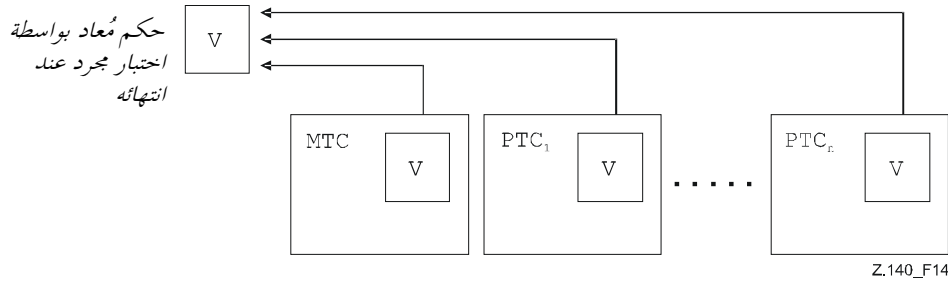 حكم مُعاد بواسطة
اختبار مجرد عند
انتهائه
V
MTC
V
PTC₁
V
.....
PTCₙ
V
Z.140_F14